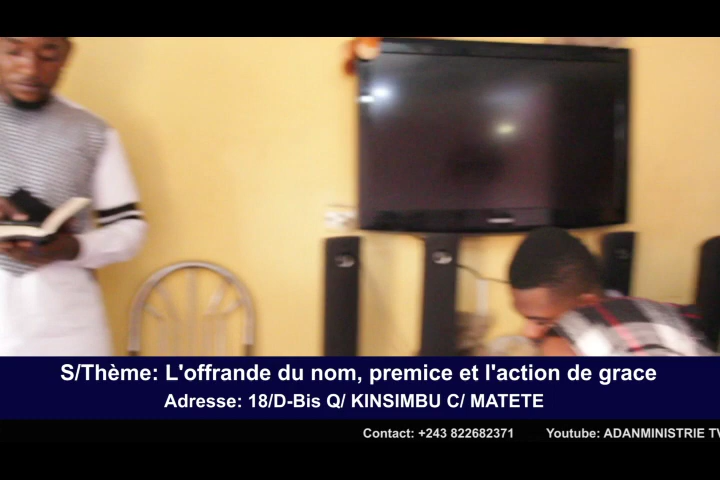 S/Thème: L'offrande du nom, premice et l'action de grace
Adresse: 18/D-Bis Q/ KINSIMBU C/ MATETE
Contact: +243 822682371 Youtube: ADANMINISTRIE TV